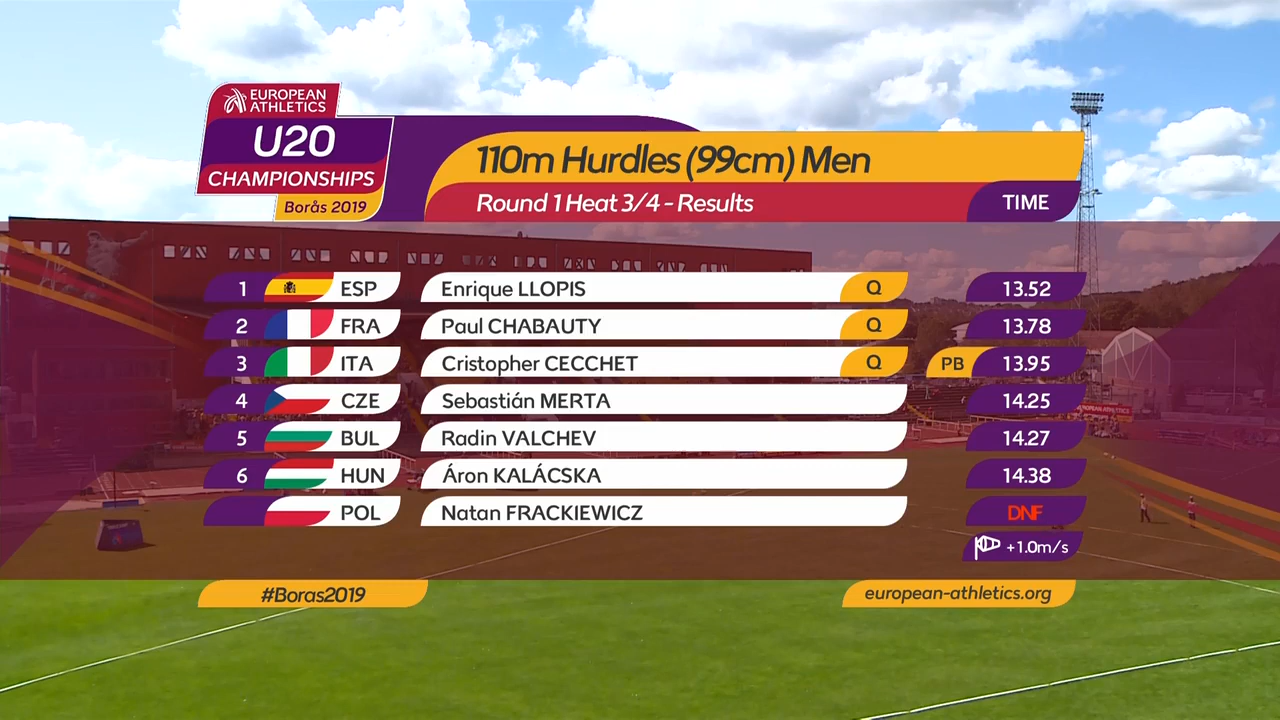 EUROPEAN
ATHLETICS
U20
CHAMPIONSHIPS
Borås 2019
110m Hurdles (99cm) Men
Round 1 Heat 3/4 - Results
TIME
1 ESP Enrique LLOPIS Q 13.52
2 FRA Paul CHABAUTY Q 13.78
3 ITA Cristopher CECCHET Q PB 13.95
4 CZE Sebastián MERTA 14.25
5 BUL Radin VALCHEV 14.27
6 HUN Áron KALÁCSKA 14.38
POL Natan FRACKIEWICZ DNF
+1.0m/s
#Boras2019
european-athletics.org
EUROPEAN ATHLETICS